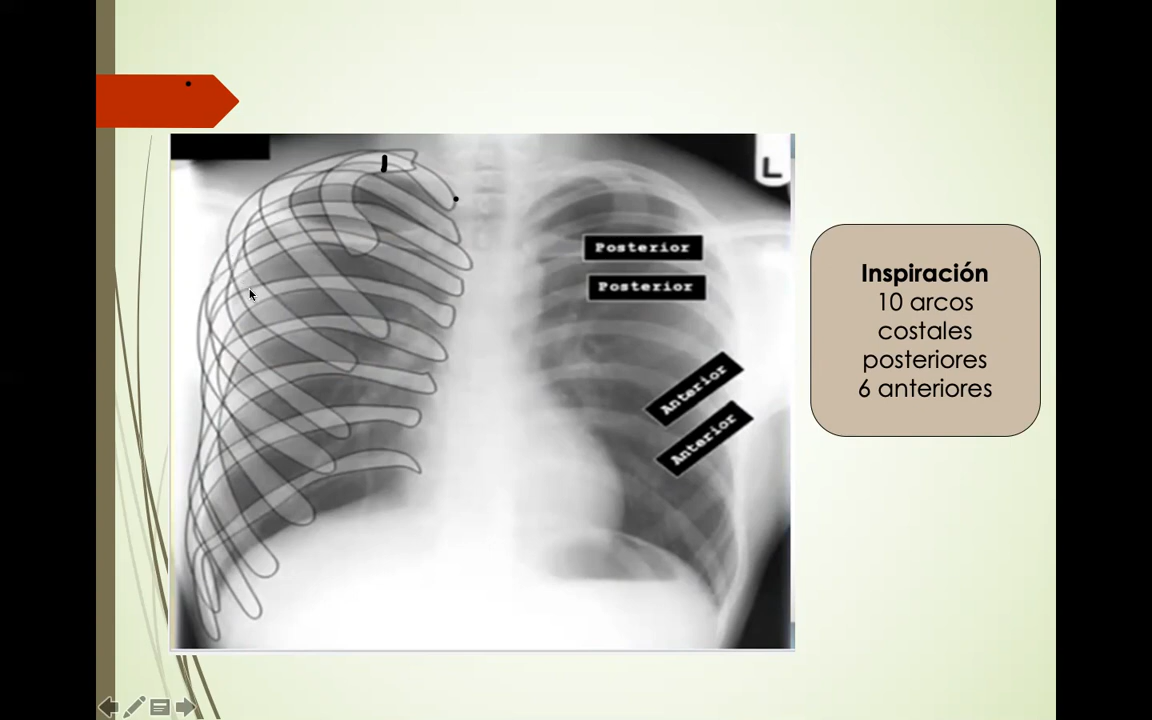 L
Posterior
Posterior
Anterior
Anterior
Inspiración
10 arcos
costales
posteriores
6 anteriores